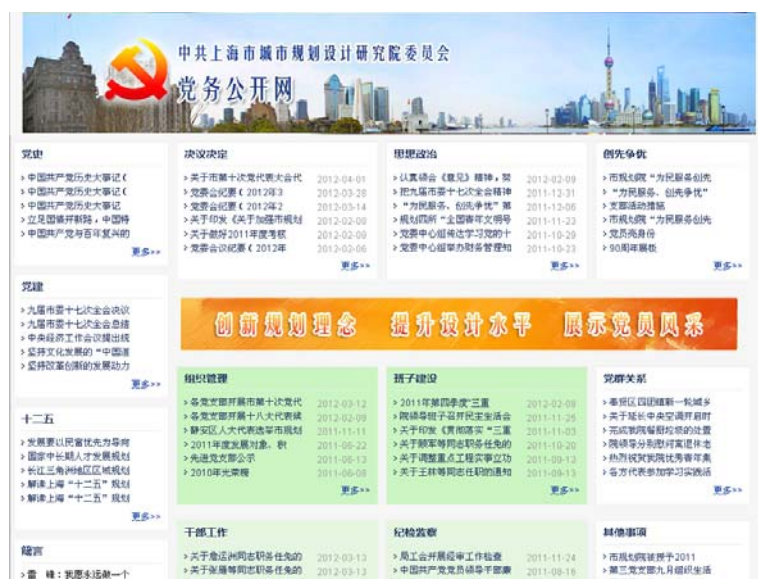 中共上海市城市规划设计研究院委员会
党务公开网
党史
中国共产党历史大事记(
中国共产党历史大事记(
中国共产党历史大事记
立足国情开新路，中国特
中国共产党与百年复兴的
更多>>
决议决定
关于市第十次党代表大会代 2012-04-01
党委会纪要(2012年3 2012-03-28
党委会纪要(2012年2 2012-03-14
关于印发《关于加强市规划 2012-02-09
关于做好2011年度考核 2012-02-09
党委会议纪要(2012年 2012-02-06
更多>>
思想政治
认真领会《意见》精神，努 2012-02-09
把九届市委十七次全会精神 2011-12-31
“为民服务、创先争优”第 2011-12-06
规划四所“全国青年文明号 2011-11-23
党委中心组传达学习党的十 2011-10-29
党委中心组举办财务管理知 2011-10-23
更多>>
创先争优
市规划院“为民服务创先
“为民服务、创先争优”
支部活动措施
市规划院“为民服务创先
党员亮身份
90周年展板
更多>>
党建
九届市委十七次全会决议
九届市委十七次全会总结
中央经济工作会议提出统
坚持文化发展的“中国道
坚持改革创新的发展动力
更多>>
创新规划理念 提升设计水平 展示党员风采
组织管理
各党支部开展市第十次党代 2012-03-12
各党支部开展十八大代表候 2012-02-09
静安区人大代表选举市规划 2011-11-11
2011年度发展对象、积 2011-06-22
先进党支部公示 2011-06-13
2010年光荣榜 2011-06-08
更多>>
班子建设
2011年第四季度“三重 2012-02-09
院领导班子召开民主生活会 2011-11-25
关于印发《贯彻落实“三重 2011-11-03
关于顾军等同志职务任免的 2011-10-20
关于调整重点工程实事立功 2011-09-13
关于王林等同志任职的通知 2011-09-13
更多>>
党群关系
奉贤区四团镇新一轮城乡
关于延长中央空调开启时
完成我院餐厨垃圾的处置
院领导分别慰问高退休老
热烈祝贺我院优秀青年集
各方代表参加学习实践活
更多>>
十二五
发展要以民富优先为导向
国家中长期人才发展规划
长江三角洲地区区域规划
解读上海“十二五”规划
解读上海“十二五”规划
更多>>
干部工作
关于詹运洲同志职务任免的 2012-03-13
关于张雁等同志职务任免的 2012-03-13
纪检监察
局工会开展经审工作检查 2011-11-24
中国共产党党员领导干部廉 2011-08-16
其他事项
市规划院被授予2011
第三党支部九月组织生活
箴言
雷 锋：我愿永远做一个